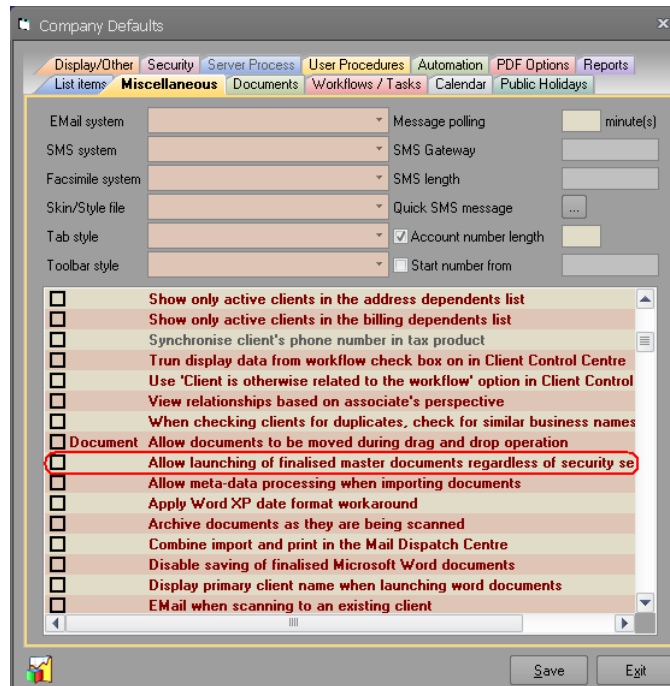 Company Defaults
Display/Other Security Server Process User Procedures Automation PDF Options Reports
List items Miscellaneous Documents Workflows / Tasks Calendar Public Holidays
EMail system Message polling minute(s)
SMS system SMS Gateway
Facsimile system SMS length
Skin/Style file Quick SMS message ...
Tab style Account number length
Toolbar style Start number from
Show only active clients in the address dependents list
Show only active clients in the billing dependents list
Synchronise client's phone number in tax product
Trun display data from workflow check box on in Client Control Centre
Use 'Client is otherwise related to the workflow' option in Client Control
View relationships based on associate's perspective
When checking clients for duplicates, check for similar business names
Document Allow documents to be moved during drag and drop operation
Allow launching of finalised master documents regardless of security se
Allow meta-data processing when importing documents
Apply Word XP date format workaround
Archive documents as they are being scanned
Combine import and print in the Mail Dispatch Centre
Disable saving of finalised Microsoft Word documents
Display primary client name when launching word documents
EMail when scanning to an existing client
Save Exit